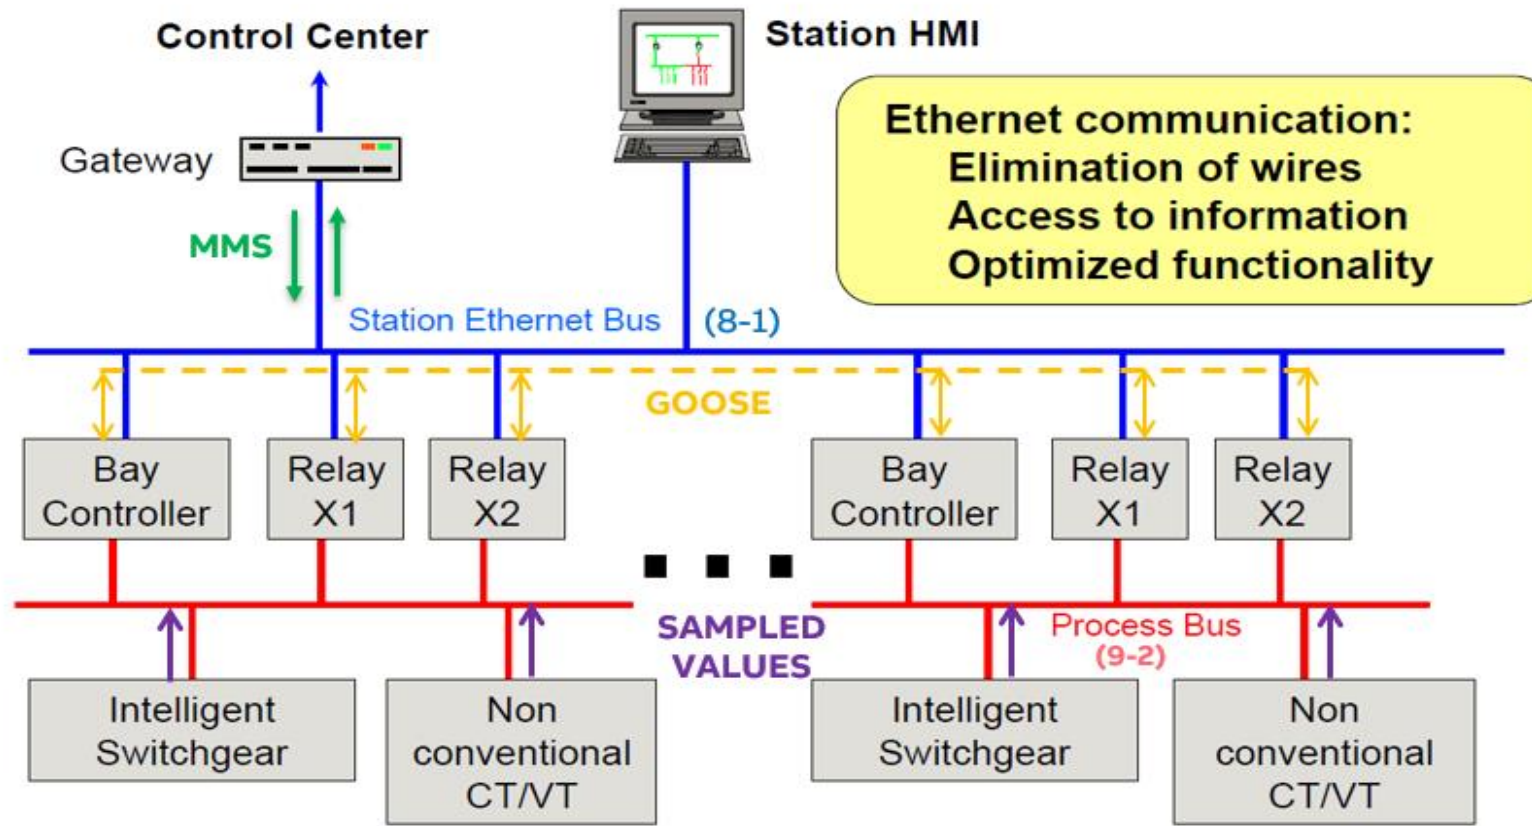 Control Center
Station HMI
Ethernet communication:
Elimination of wires
Access to information
Optimized functionality
Gateway
MMS
Station Ethernet Bus (8-1)
GOOSE
Bay
Controller
Relay
X1
Relay
X2
Bay
Controller
Relay
X1
Relay
X2
SAMPLED
VALUES
Process Bus
(9-2)
Intelligent
Switchgear
Non
conventional
CT/VT
Intelligent
Switchgear
Non
conventional
CT/VT